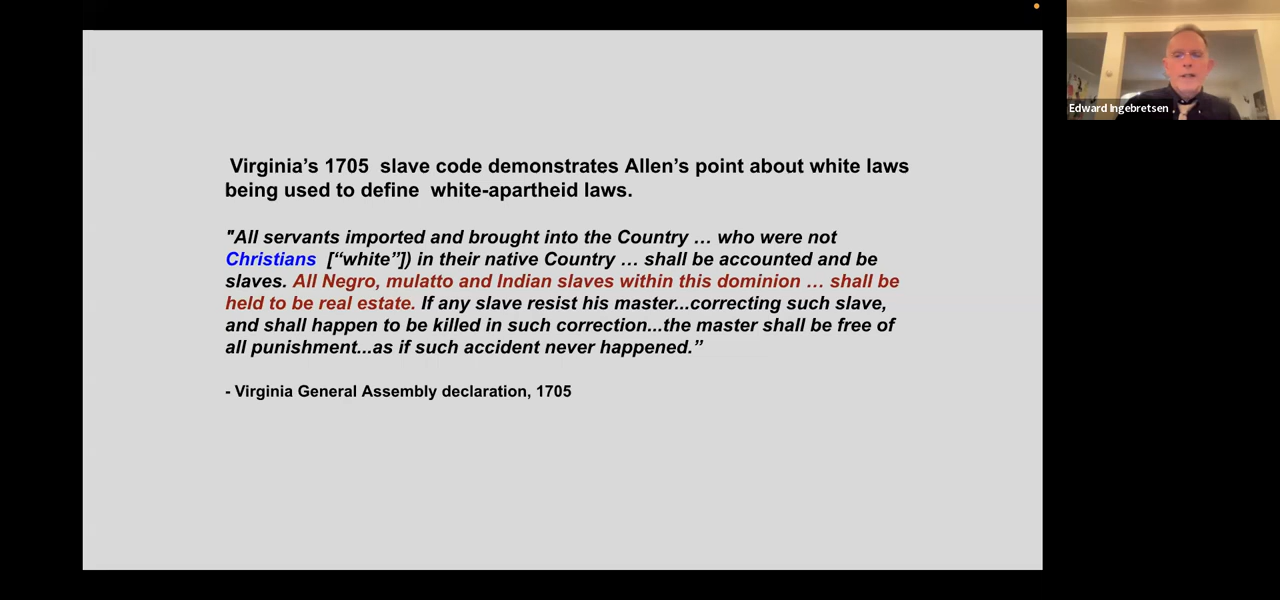 Virginia’s 1705 slave code demonstrates Allen’s point about white laws
being used to define white-apartheid laws.
"All servants imported and brought into the Country … who were not
Christians [“white”]) in their native Country … shall be accounted and be
slaves. All Negro, mulatto and Indian slaves within this dominion … shall be
held to be real estate. If any slave resist his master...correcting such slave,
and shall happen to be killed in such correction...the master shall be free of
all punishment...as if such accident never happened.”
- Virginia General Assembly declaration, 1705
Edward Ingebretsen